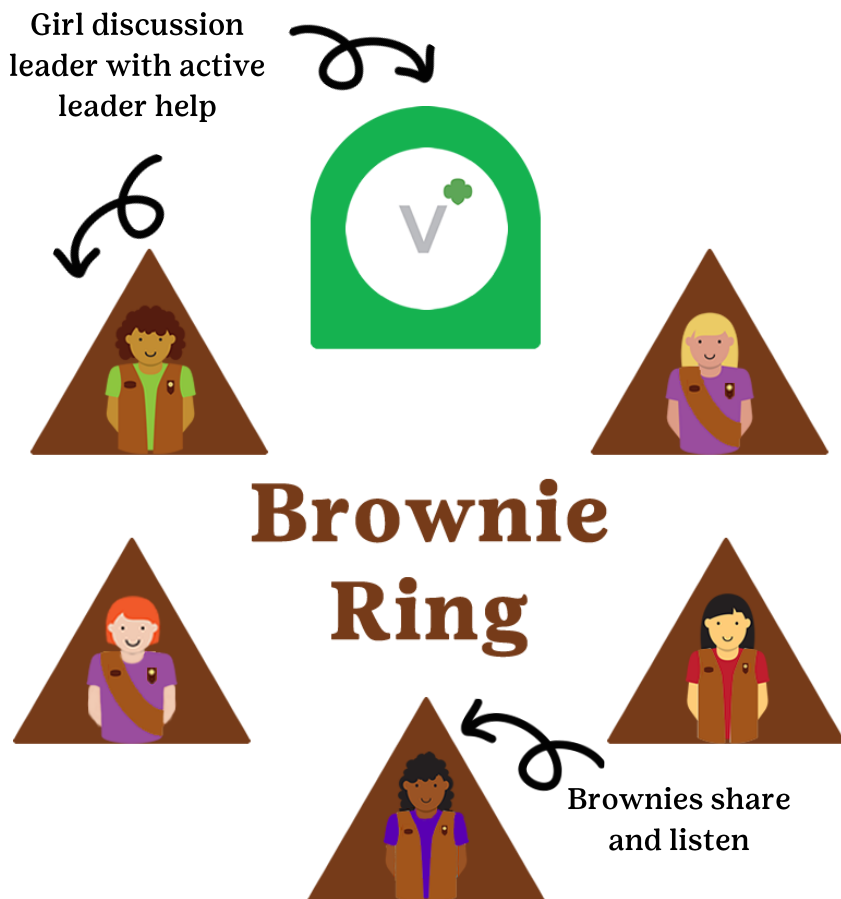 Girl discussion
leader with active
leader help
V
Brownie
Ring
Brownies share
and listen